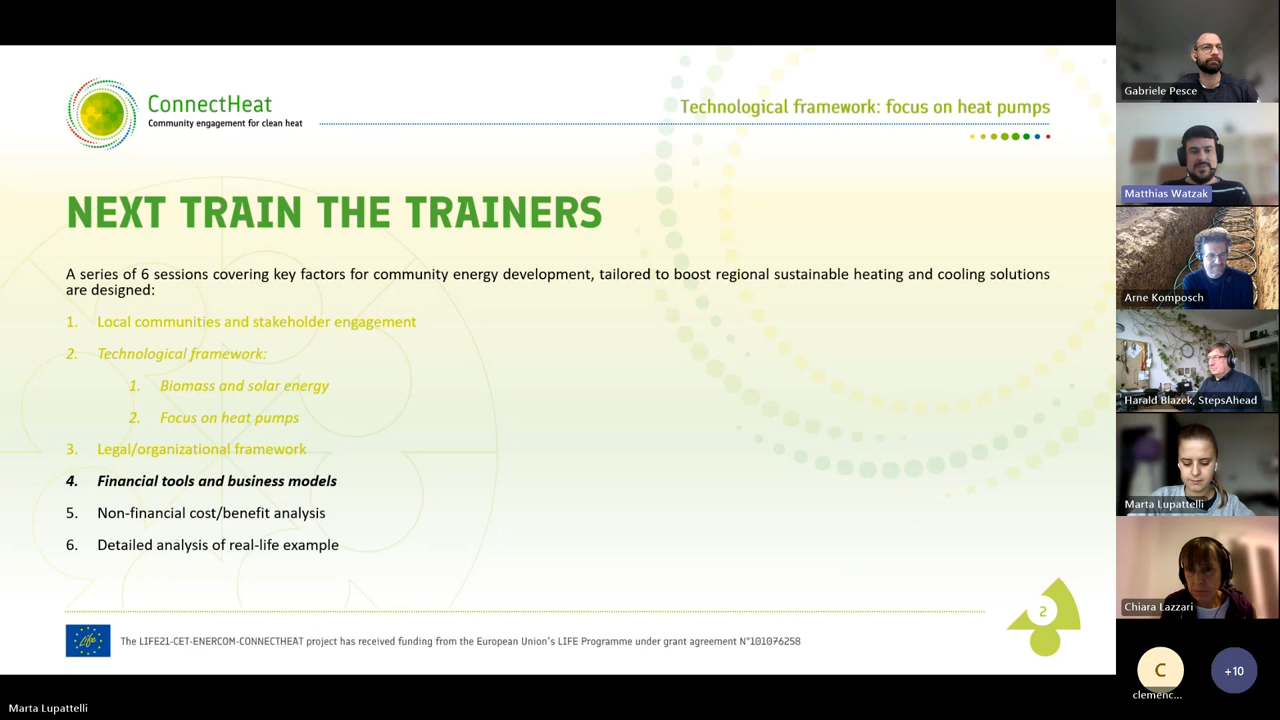 ConnectHeat
Community engagement for clean heat
Technological framework: focus on heat pumps
NEXT TRAIN THE TRAINERS
A series of 6 sessions covering key factors for community energy development, tailored to boost regional sustainable heating and cooling solutions
are designed:
1. Local communities and stakeholder engagement
2. Technological framework:
1. Biomass and solar energy
2. Focus on heat pumps
3. Legal/organizational framework
4. Financial tools and business models
5. Non-financial cost/benefit analysis
6. Detailed analysis of real-life example
2
Life
The LIFE21-CET-ENERCOM-CONNECTHEAT project has received funding from the European Union's LIFE Programme under grant agreement N°101076258
Marta Lupattelli
Gabriele Pesce
Matthias Watzak
Arne Komposch
Harald Blazek, StepsAhead
Marta Lupattelli
Chiara Lazzari
C
clemenc...
+10